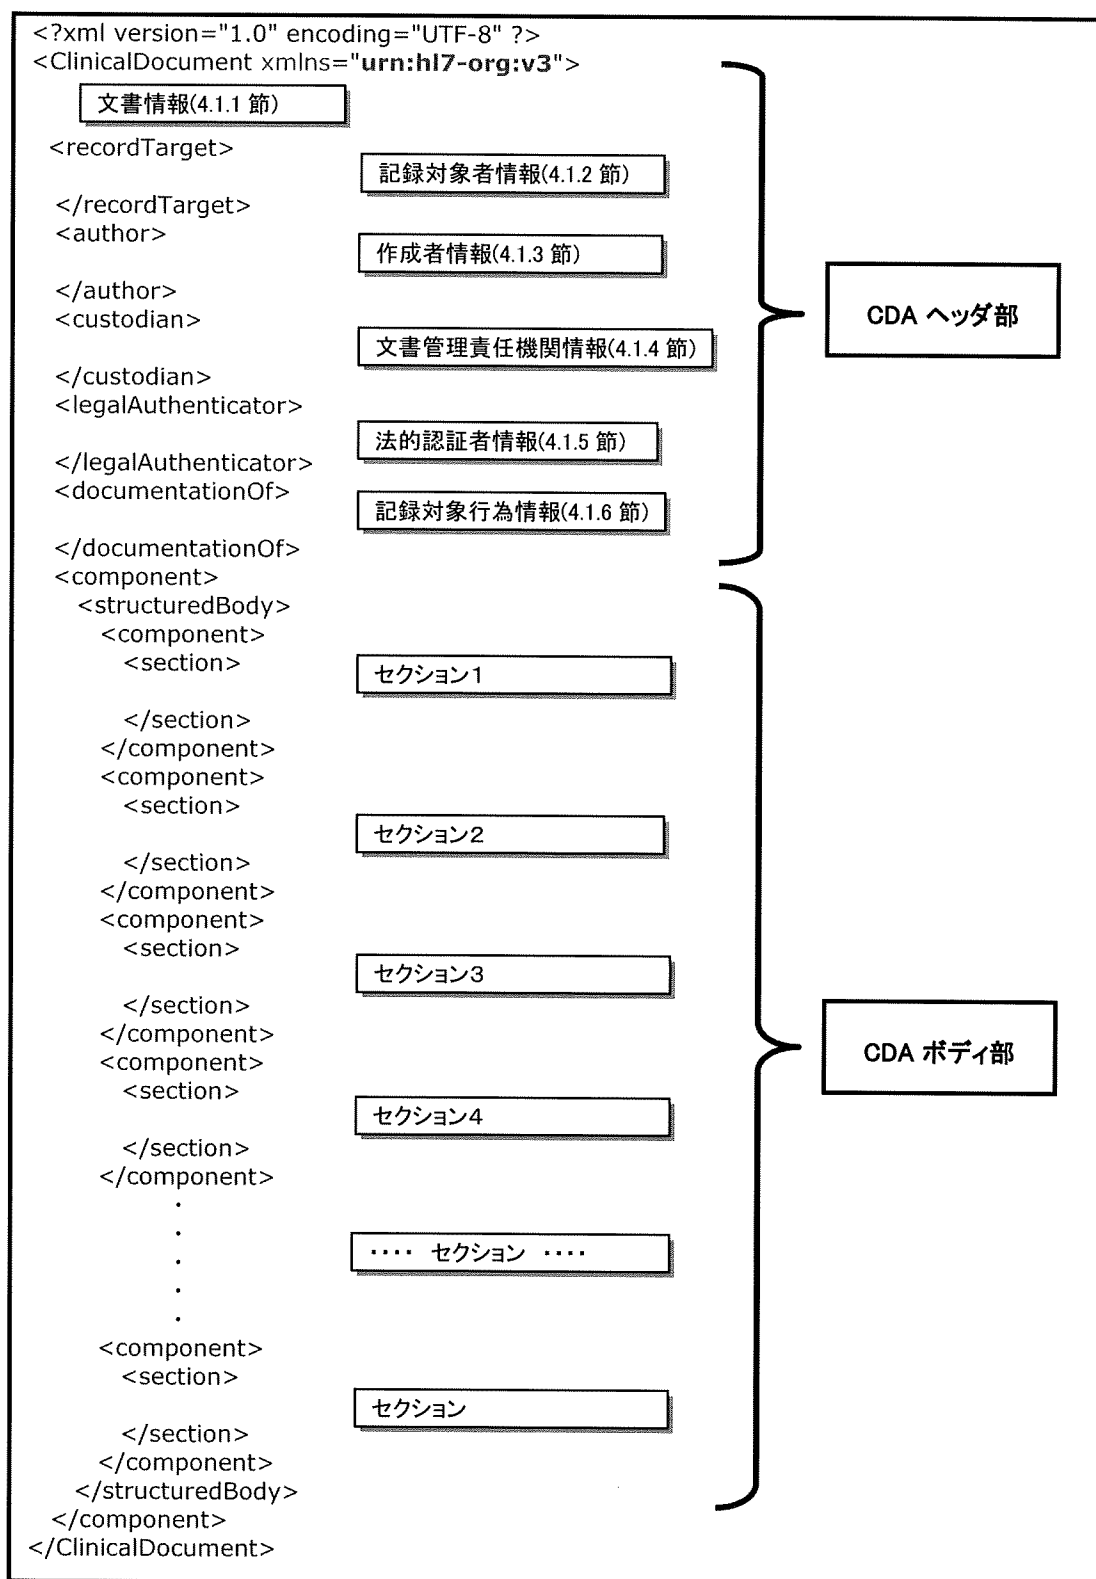 <?xml version="1.0" encoding="UTF-8" ?>
<ClinicalDocument xmlns="urn:hl7-org:v3">
文書情報(4.1.1 節)
<recordTarget>
記録対象者情報(4.1.2 節)
</recordTarget>
<author>
作成者情報(4.1.3 節)
</author>
<custodian>
文書管理責任機関情報(4.1.4 節)
</custodian>
<legalAuthenticator>
法的認証者情報(4.1.5 節)
</legalAuthenticator>
<documentationOf>
記録対象行為情報(4.1.6 節)
</documentationOf>
CDA ヘッダ部
<component>
<structuredBody>
<component>
<section>
セクション1
</section>
</component>
<component>
<section>
セクション2
</section>
</component>
<component>
<section>
セクション3
</section>
</component>
<component>
<section>
セクション4
</section>
</component>
・
・
・
・
・
・・・・ セクション ・・・・
<component>
<section>
セクション
</section>
</component>
</structuredBody>
</component>
</ClinicalDocument>
CDA ボディ部